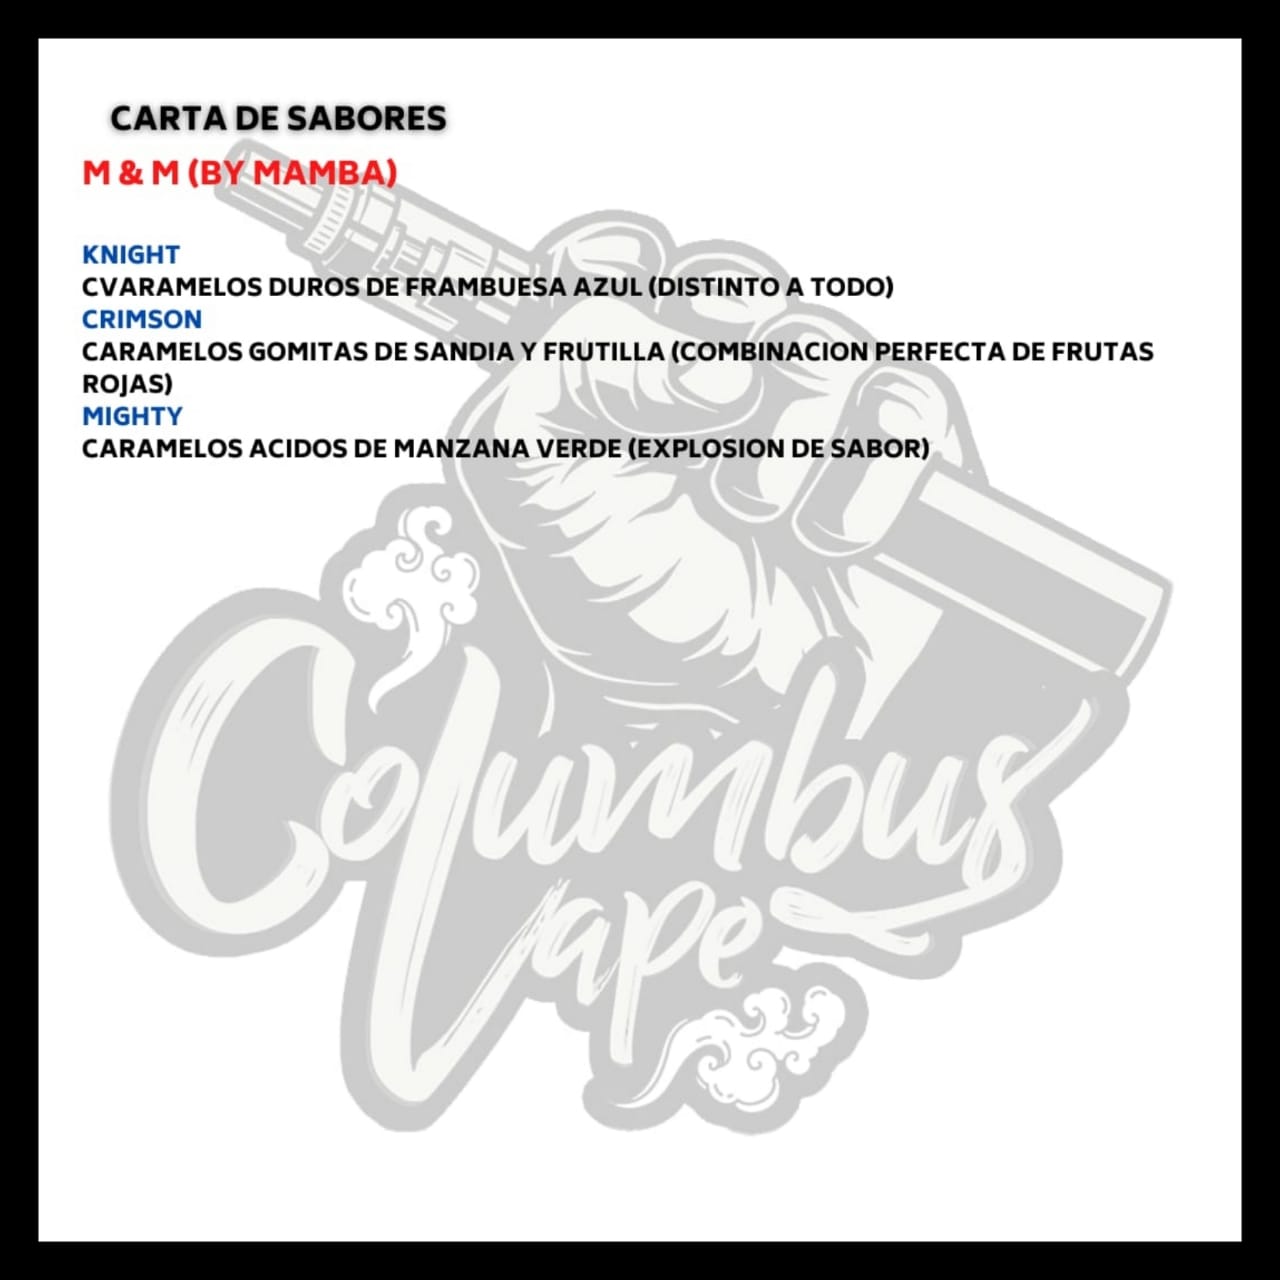 CARTA DE SABORES
M & M (BY MAMBA)
KNIGHT
CVARAMELOS DUROS DE FRAMBUESA AZUL (DISTINTO A TODO)
CRIMSON
CARAMELOS GOMITAS DE SANDIA Y FRUTILLA (COMBINACION PERFECTA DE FRUTAS
ROJAS)
MIGHTY
CARAMELOS ACIDOS DE MANZANA VERDE (EXPLOSION DE SABOR)
Columbus
Vape